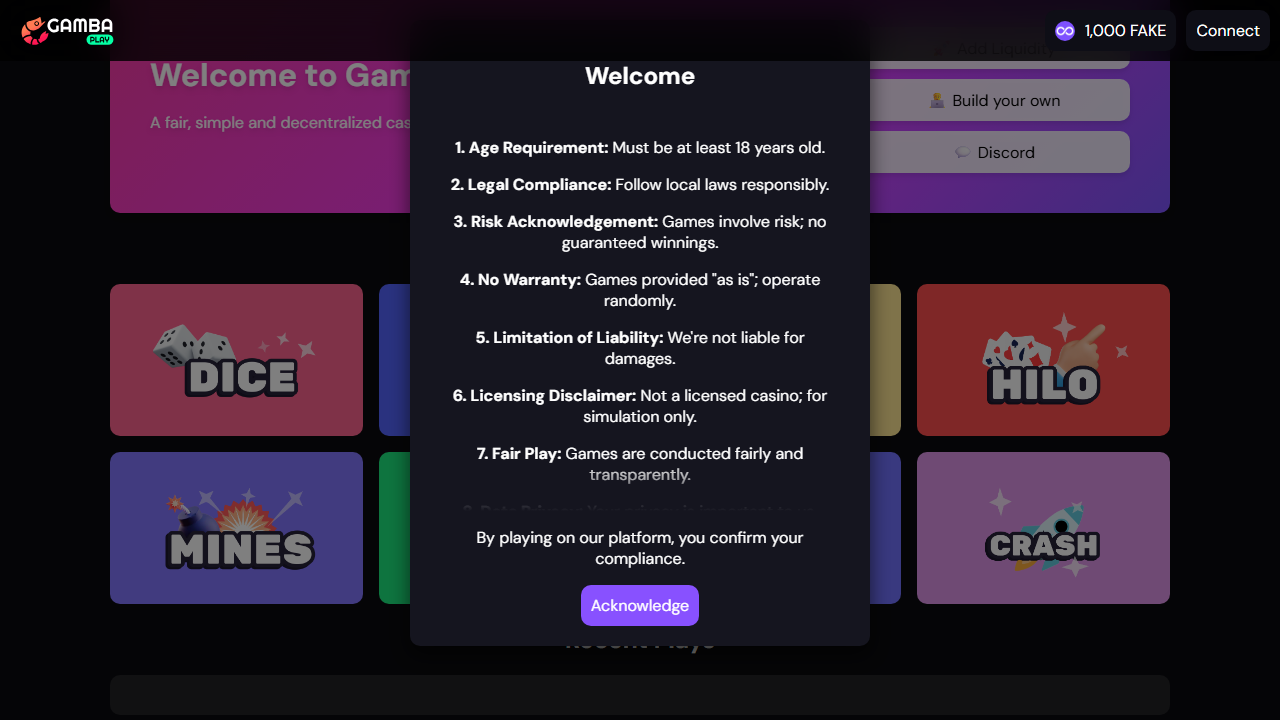 GAMBA
PLAY
1,000 FAKE
Connect
Add Liquidity
Welcome to Gam
A fair, simple and decentralized cas
Build your own
Discord
Welcome
1. Age Requirement: Must be at least 18 years old.
2. Legal Compliance: Follow local laws responsibly.
3. Risk Acknowledgement: Games involve risk; no
guaranteed winnings.
4. No Warranty: Games provided "as is"; operate
randomly.
5. Limitation of Liability: We're not liable for
damages.
6. Licensing Disclaimer: Not a licensed casino; for
simulation only.
7. Fair Play: Games are conducted fairly and
transparently.
By playing on our platform, you confirm your
compliance.
Acknowledge
DICE
HILO
MINES
CRASH
Recent Plays